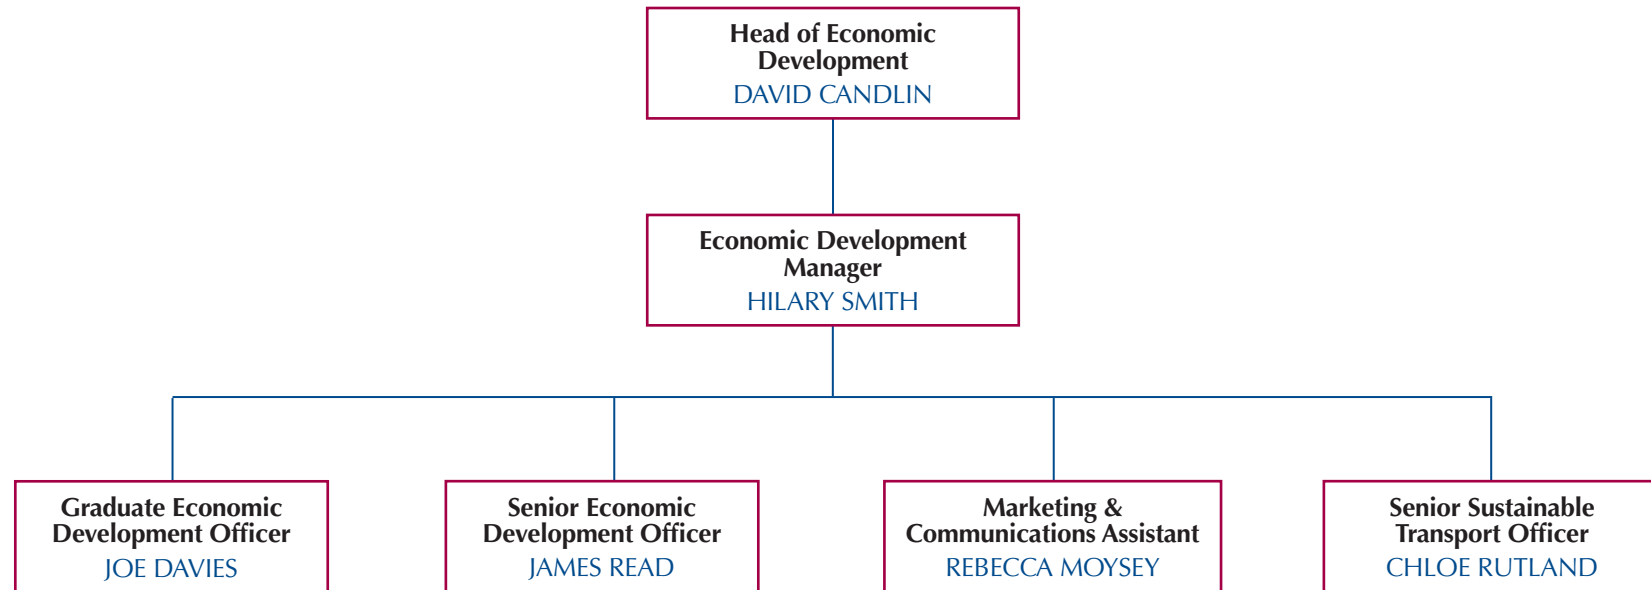 Head of Economic
Development
DAVID CANDLIN
Economic Development
Manager
HILARY SMITH
Graduate Economic
Development Officer
JOE DAVIES
Senior Economic
Development Officer
JAMES READ
Marketing &
Communications Assistant
REBECCA MOYSEY
Senior Sustainable
Transport Officer
CHLOE RUTLAND